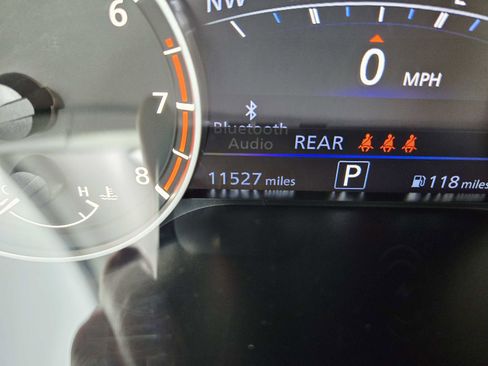 NW
6
0 MPH
7
Bluetooth
Audio
REAR
C H
8
11527 miles
P
118 miles